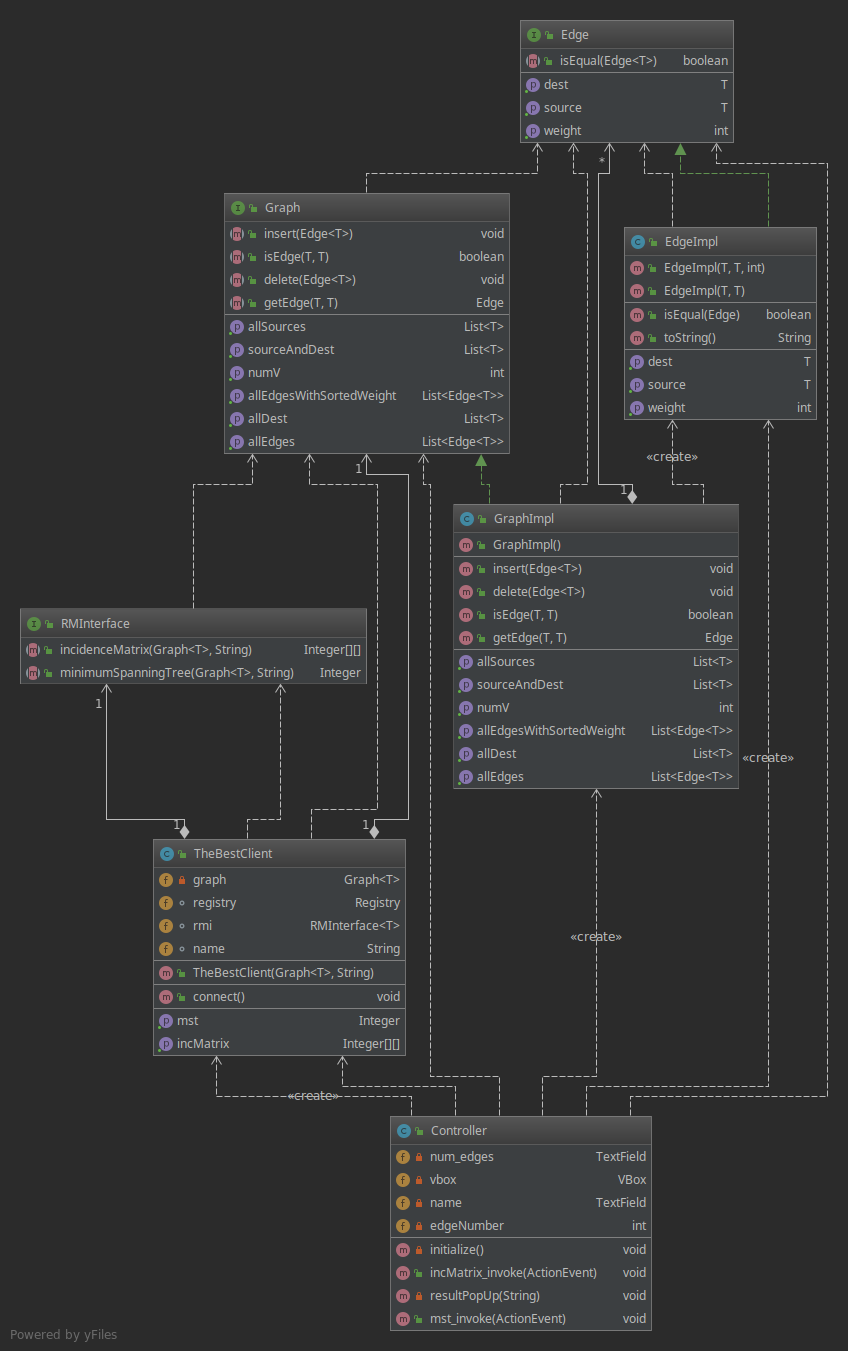 Edge
isEqual(Edge<T>) boolean
dest T
source T
weight int
*
Graph
insert(Edge<T>) void
isEdge(T, T) boolean
delete(Edge<T>) void
getEdge(T, T) Edge
allSources List<T>
sourceAndDest List<T>
numV int
allEdgesWithSortedWeight List<Edge<T>>
allDest List<T>
allEdges List<Edge<T>>
EdgeImpl
EdgeImpl(T, T, int)
EdgeImpl(T, T)
isEqual(Edge) boolean
toString() String
dest T
source T
weight int
«create»
1
1
GraphImpl
GraphImpl()
insert(Edge<T>) void
delete(Edge<T>) void
isEdge(T, T) boolean
getEdge(T, T) Edge
allSources List<T>
sourceAndDest List<T>
numV int
allEdgesWithSortedWeight List<Edge<T>>
allDest List<T>
allEdges List<Edge<T>>
«create»
RMInterface
incidenceMatrix(Graph<T>, String) Integer[][]
minimumSpanningTree(Graph<T>, String) Integer
1
1
1
TheBestClient
graph Graph<T>
registry Registry
rmi RMInterface<T>
name String
TheBestClient(Graph<T>, String)
connect() void
mst Integer
incMatrix Integer[][]
«create»
«create»
Controller
num_edges TextField
vbox VBox
name TextField
edgeNumber int
initialize() void
incMatrix_invoke(ActionEvent) void
resultPopUp(String) void
mst_invoke(ActionEvent) void
Powered by yFiles